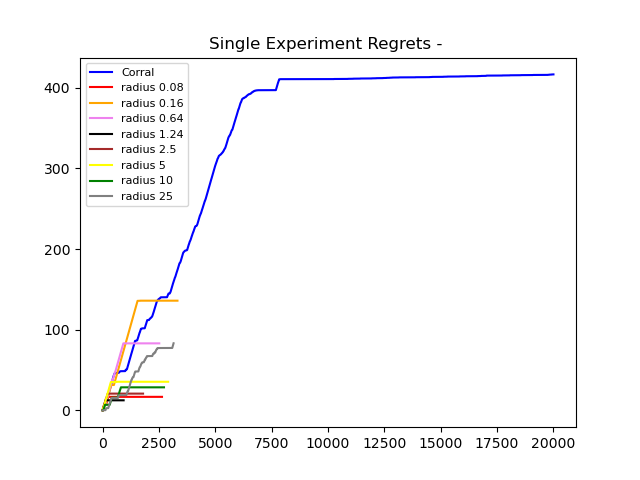 Single Experiment Regrets -
Corral
radius 0.08
radius 0.16
radius 0.64
radius 1.24
radius 2.5
radius 5
radius 10
radius 25
400
300
200
100
0
0 2500 5000 7500 10000 12500 15000 17500 20000